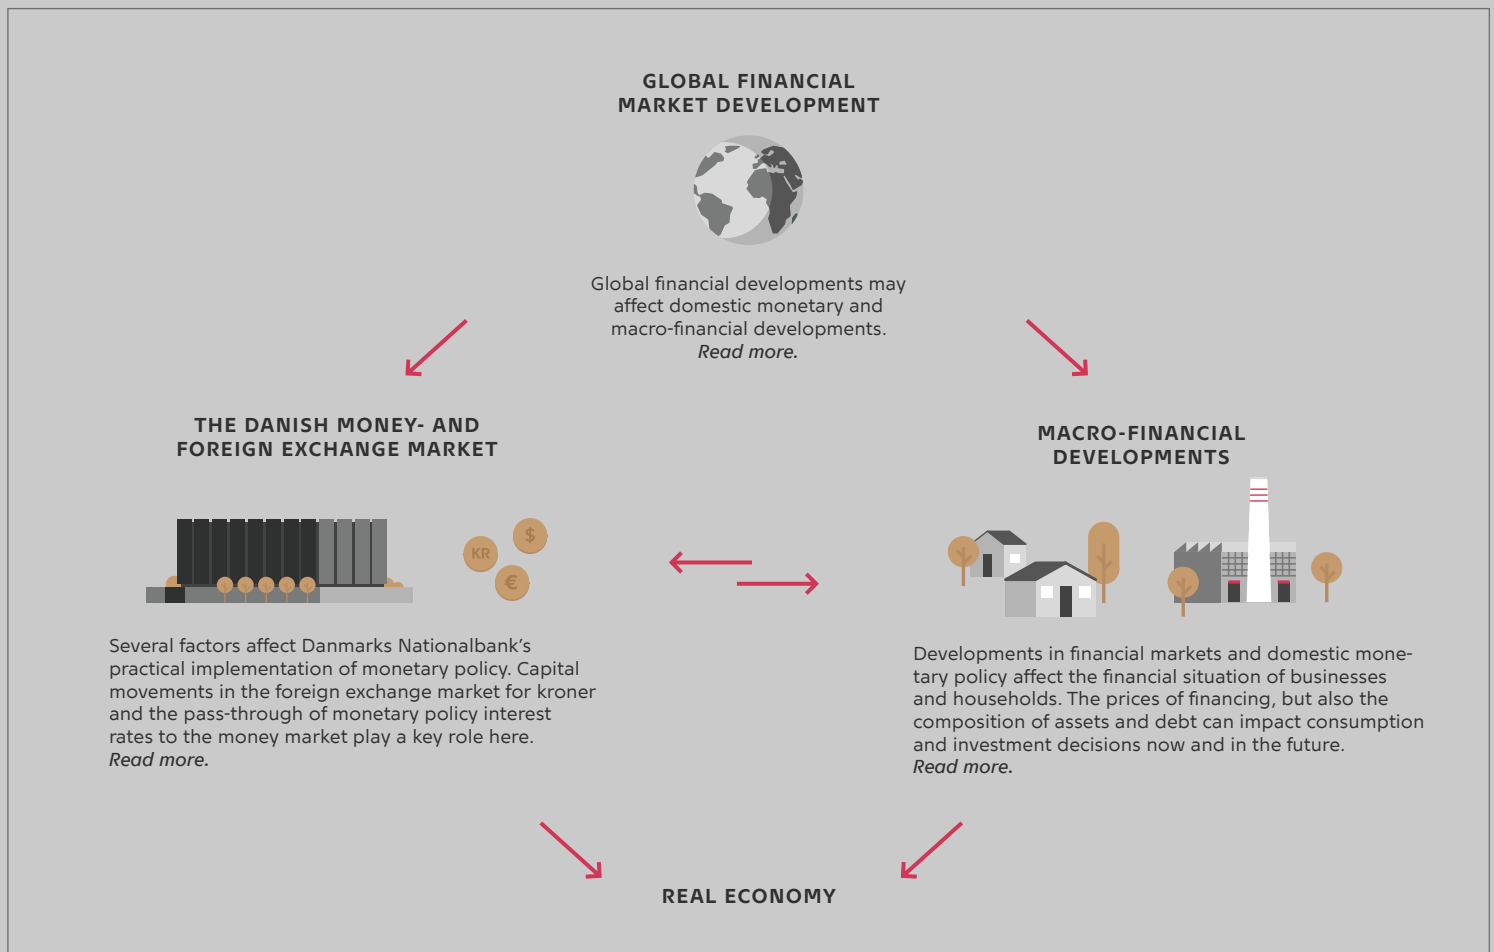 GLOBAL FINANCIAL
MARKET DEVELOPMENT
Global financial developments may
affect domestic monetary and
macro-financial developments.
Read more.
THE DANISH MONEY- AND
FOREIGN EXCHANGE MARKET
KR
$
€
Several factors affect Danmarks Nationalbank’s
practical implementation of monetary policy. Capital
movements in the foreign exchange market for kroner
and the pass-through of monetary policy interest
rates to the money market play a key role here.
Read more.
MACRO-FINANCIAL
DEVELOPMENTS
Developments in financial markets and domestic mone-
tary policy affect the financial situation of businesses
and households. The prices of financing, but also the
composition of assets and debt can impact consumption
and investment decisions now and in the future.
Read more.
REAL ECONOMY